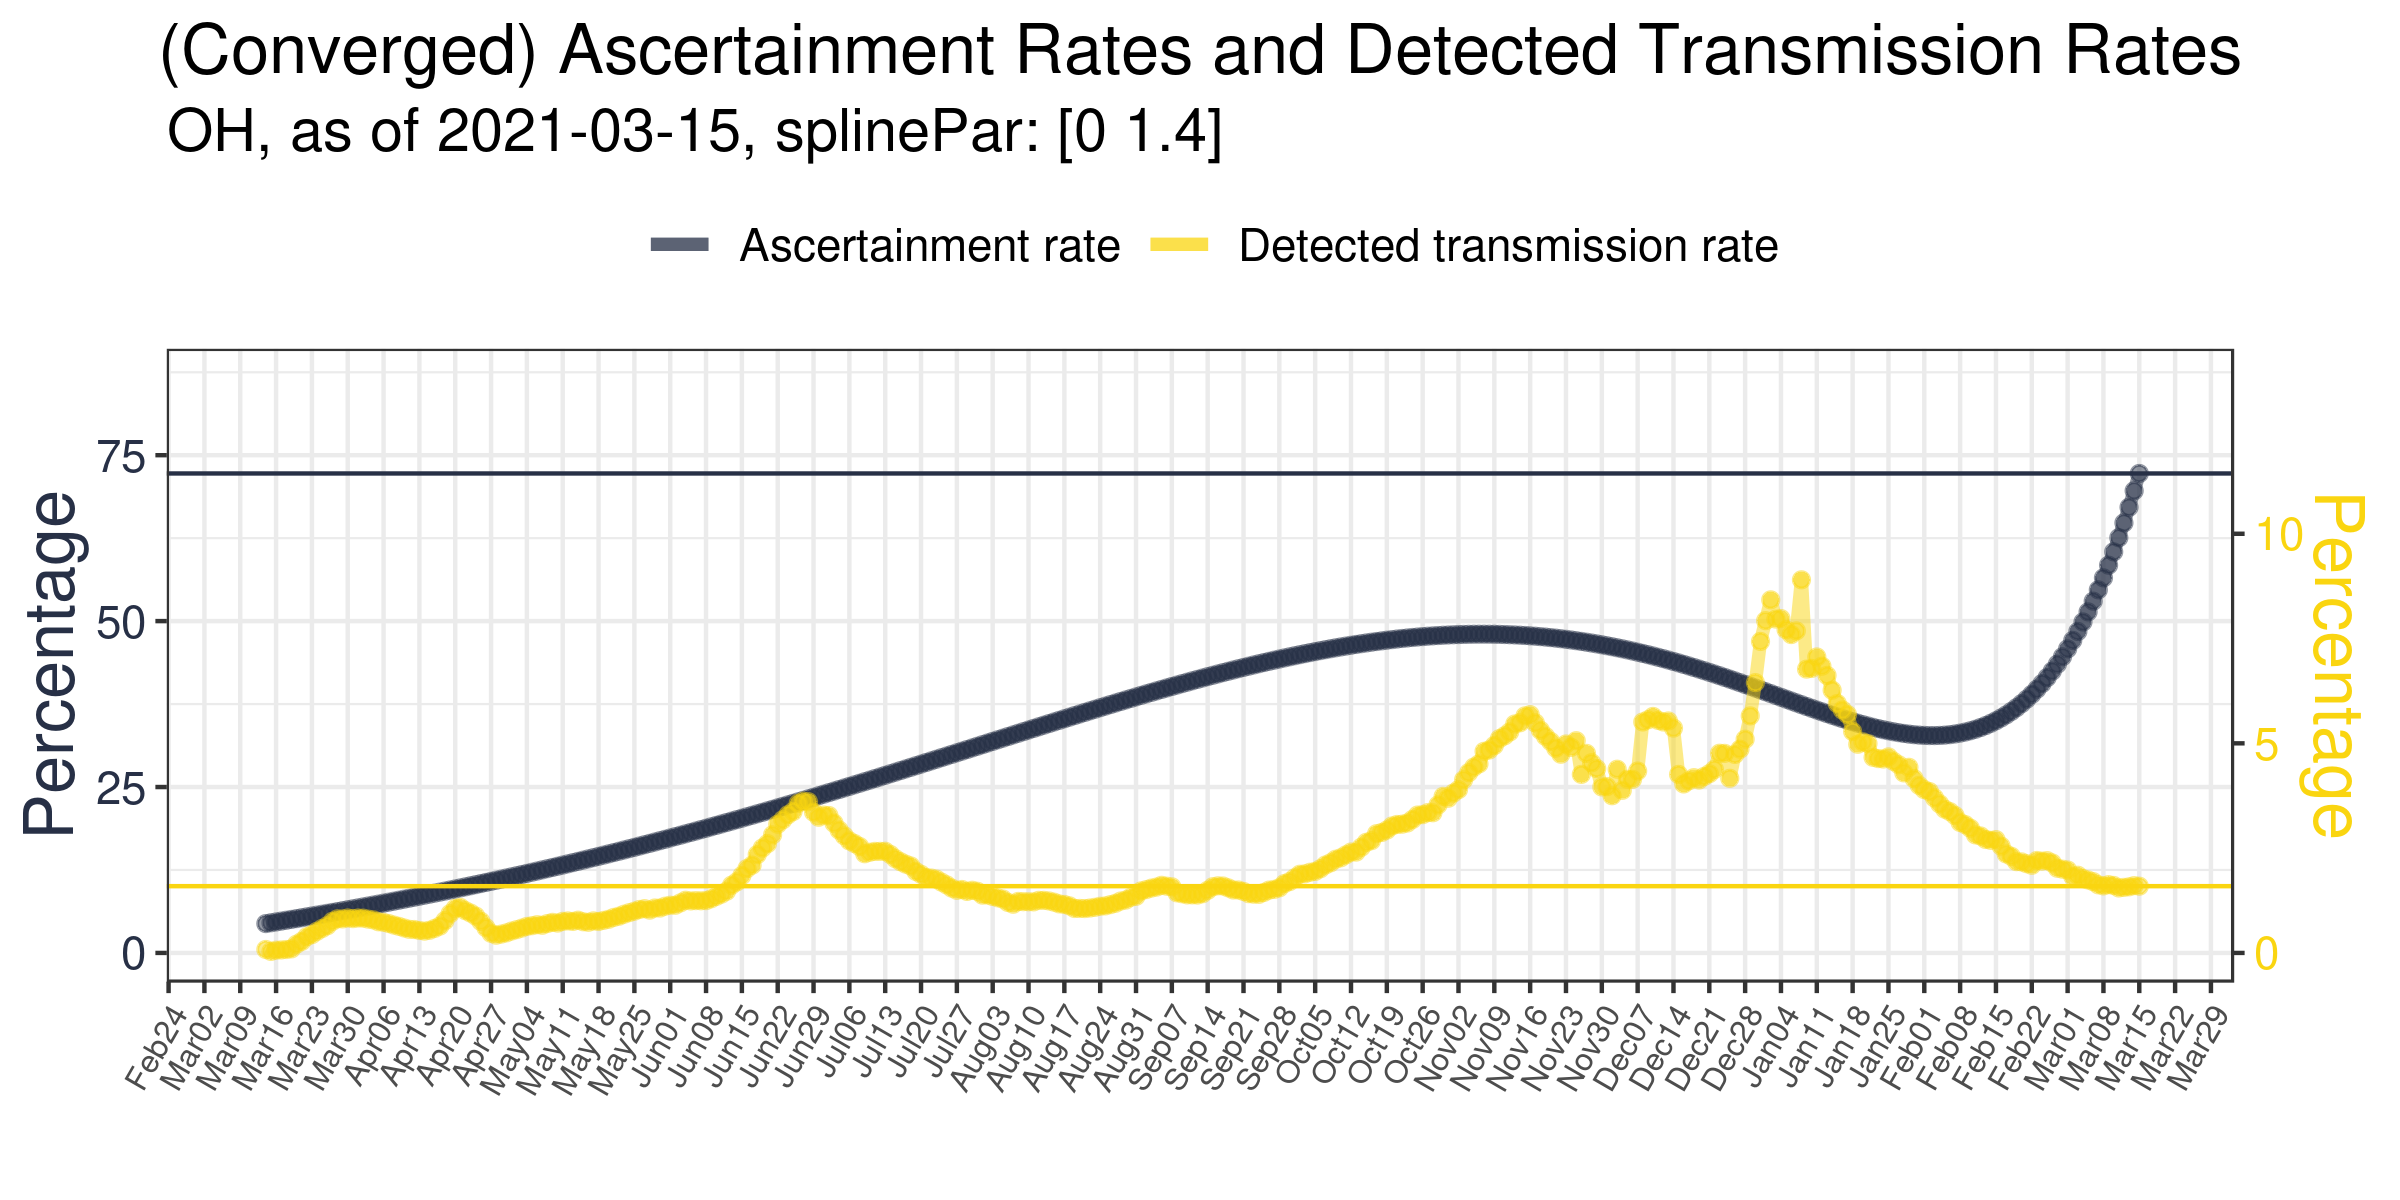 (Converged) Ascertainment Rates and Detected Transmission Rates
OH, as of 2021-03-15, splinePar: [0 1.4]
Ascertainment rate
Detected transmission rate
Percentage
75
50
25
0
10
5
0
Percentage
Feb24
Mar02
Mar09
Mar16
Mar23
Mar30
Apr06
Apr13
Apr20
Apr27
May04
May11
May18
May25
Jun01
Jun08
Jun15
Jun22
Jun29
Jul06
Jul13
Jul20
Jul27
Aug03
Aug10
Aug17
Aug24
Aug31
Sep07
Sep14
Sep21
Sep28
Oct05
Oct12
Oct19
Oct26
Nov02
Nov09
Nov16
Nov23
Nov30
Dec07
Dec14
Dec21
Dec28
Jan04
Jan11
Jan18
Jan25
Feb01
Feb08
Feb15
Feb22
Mar01
Mar08
Mar15
Mar22
Mar29